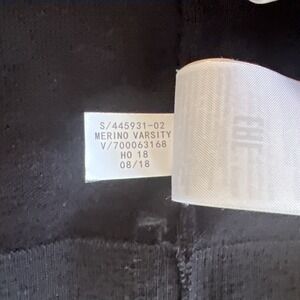 S/445931-02
MERINO VARSITY
V/700063168
HO 18
08/18